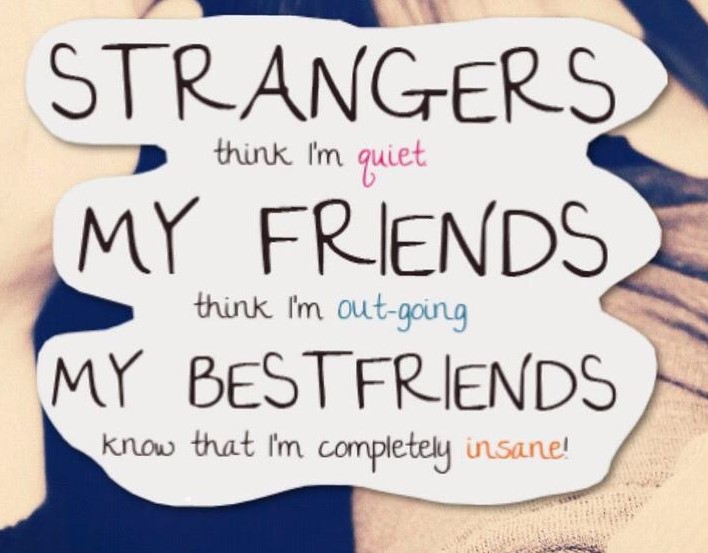 STRANGERS
think I'm quiet
MY FRIENDS
think I'm out-going
MY BESTFRIENDS
know that I'm completely insane!